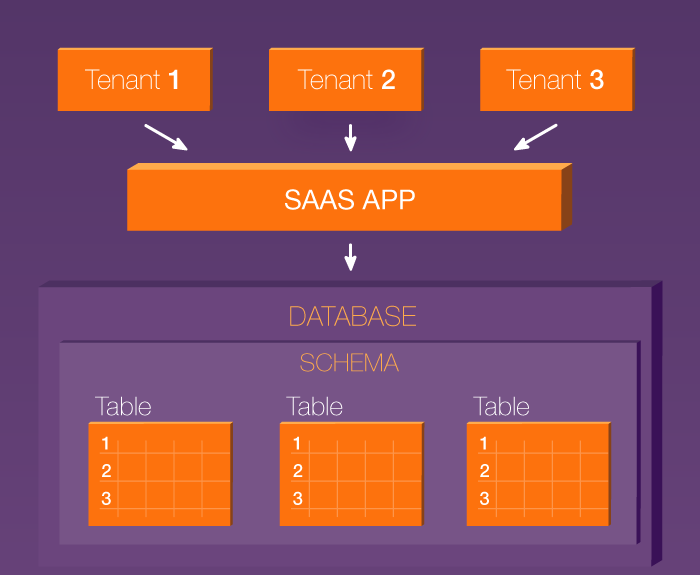 Tenant 1
Tenant 2
Tenant 3
SAAS APP
DATABASE
SCHEMA
Table
Table
Table
1
2
3
1
2
3
1
2
3